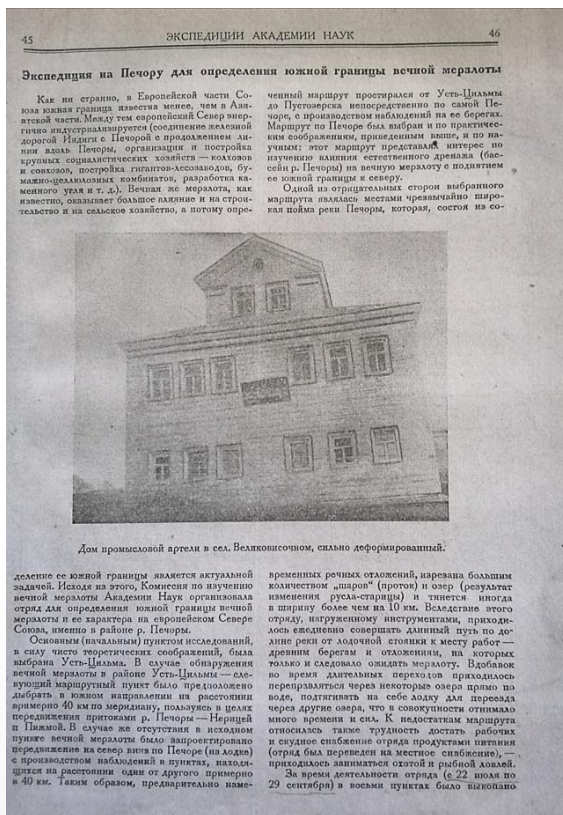 45
ЭКСПЕДИЦИИ АКАДЕМИИ НАУК
46
Экспедиция на Печору для определения южной границы вечной мерзлоты
Как ни странно, в Европейской части Со-
юза южная граница известна менее, чем в Ази-
атской части. Между тем европейский Север энер-
гично индустриализируется (соединение железной
дорогой Индиги с Печорой с продолжением ли-
нии вдоль Печоры, организация и постройка
крупных социалистических хозяйств — колхозов
и совхозов, постройка гигантов-лесозаводов, бу-
мажно-целлюлозных комбинатов, разработка ка-
менного угля и т. д.). Вечная же мерзлота, как
известно, оказывает большое влияние и на строи-
тельство и на сельское хозяйство, а потому опре-
ченный маршрут простирался от Усть-Цильмы
до Пустозерска непосредственно по самой Пе-
чоре, с производством наблюдений на ее берегах.
Маршрут по Печоре был выбран и по практичес-
ким соображениям, приведенным выше, и по на-
учным: этот маршрут представлял интерес по
изучению влияния естественного дренажа (бас-
сейн р. Печоры) на вечную мерзлоту с поднятием
ее южной границы к северу.
Одной из отрицательных сторон выбранного
маршрута являлась местами чрезвычайно широ-
кая пойма реки Печоры, которая, состоя из со-
Дом промысловой артели в сел. Великовисочном, сильно деформированный.
деление ее южной границы является актуальной
задачей. Исходя из этого, Комиссия по изучению
вечной мерзлоты Академии Наук организовала
отряд для определения южной границы вечной
мерзлоты и ее характера на европейском Севере
Союза, именно в районе р. Печоры.
Основным (начальным) пунктом исследований,
в силу чисто теоретических соображений, была
выбрана Усть-Цильма. В случае обнаружения
вечной мерзлоты в районе Усть-Цильмы — сле-
дующий маршрутный пункт было предположено
выбрать в южном направлении на расстоянии
примерно 40 км по меридиану, пользуясь в целях
передвижения притоками р. Печоры — Нерицей
и Пижмой. В случае же отсутствия в исходном
пункте вечной мерзлоты было запроектировано
передвижение на север вниз по Печоре (на лодке)
с производством наблюдений в пунктах, находя-
щихся на расстоянии один от другого примерно
в 40 км. Таким образом, предварительно наме-
временных речных отложений, изрезана большим
количеством „шаров“ (проток) и озер (результат
изменения русла-старицы) и тянется иногда
в ширину более чем на 10 км. Вследствие этого
отряду, нагруженному инструментами, приходи-
лось ежедневно совершать длинный путь по до-
лине реки от лодочной стоянки к месту работ —
древним берегам и отложениям, на которых
только и следовало ожидать мерзлоту. Вдобавок
во время длительных переходов приходилось
переправляться через некоторые озера прямо по
воде, подтягивать на себе лодку для переезда
через другие озера, что в совокупности отнимало
много времени и сил. К недостаткам маршрута
относилась также трудность достать рабочих
и скудное снабжение отряда продуктами питания
(отряд был переведен на местное снабжение), —
приходилось заниматься охотой и рыбной ловлей.
За время деятельности отряда (с 22 июля по
29 сентября) в восьми пунктах было выкопано